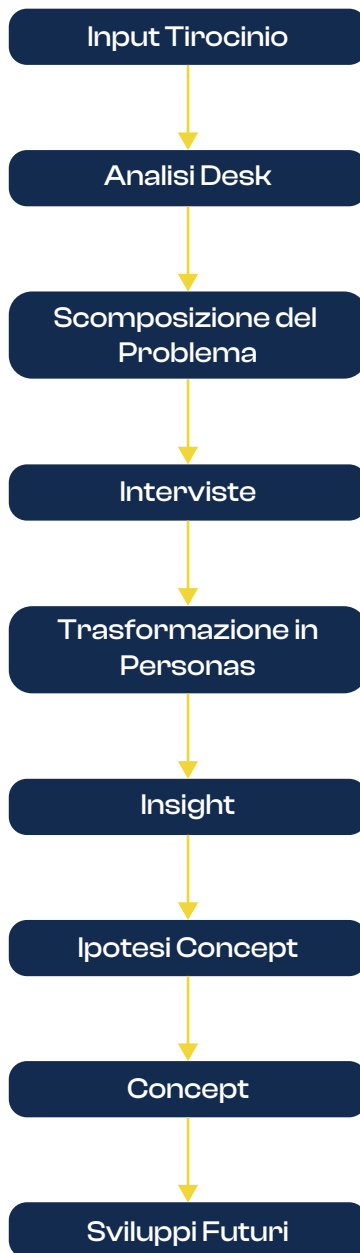 Input Tirocinio
Analisi Desk
Scomposizione del
Problema
Interviste
Trasformazione in
Personas
Insight
Ipotesi Concept
Concept
Sviluppi Futuri